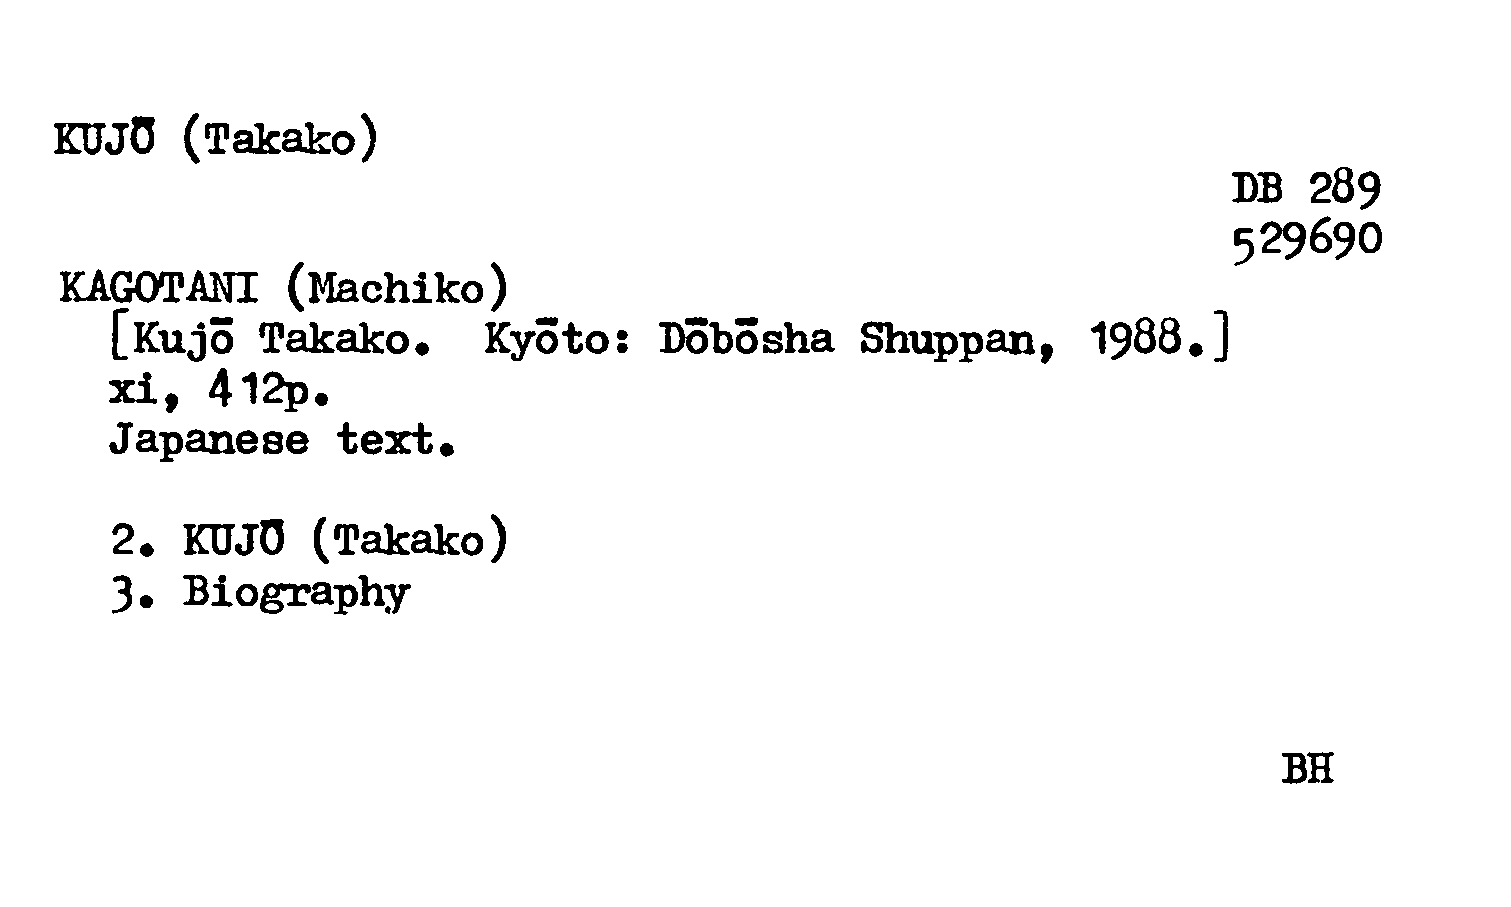 KUJŌ (Takako)
DB 289
529690
KAGOTANI (Machiko)
[Kujō Takako. Kyōto: Dōbōsha Shuppan, 1988.]
xi, 412p.
Japanese text.
2. KUJŌ (Takako)
3. Biography
BH